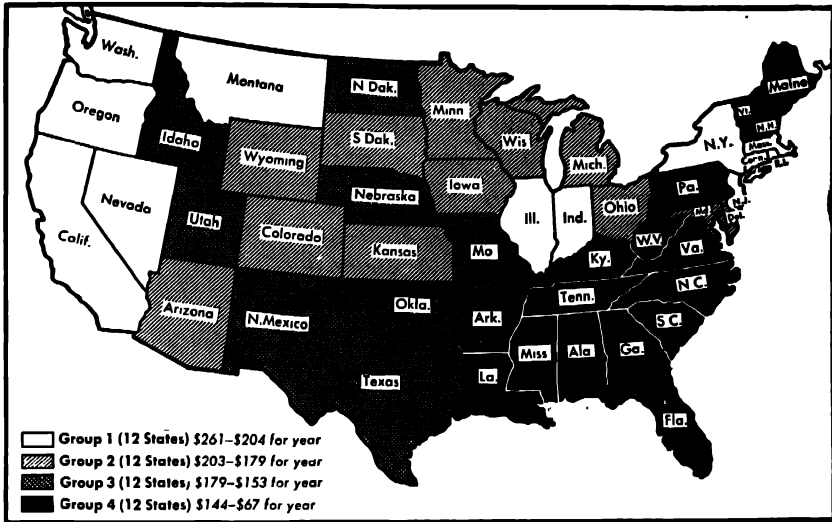 Wash.
Montana
N Dak.
Minn
Maine
Oregon
Idaho
Wyoming
S Dak.
Wis
Mich.
N.Y.
Vt.
N.H.
Mass.
Conn.
R.I.
Nevada
Utah
Colorado
Nebraska
Iowa
Ill.
Ind.
Ohio
Pa.
N.J.
Md
Del.
Calif.
Kansas
Mo
Ky.
W.V.
Va.
Arizona
N.Mexico
Okla.
Ark.
Tenn.
N C.
S C.
Texas
La.
Miss
Ala
Ga.
Fla.
Group 1 (12 States) $261–$204 for year
Group 2 (12 States) $203–$179 for year
Group 3 (12 States, $179–$153 for year
Group 4 (12 States) $144–$67 for year